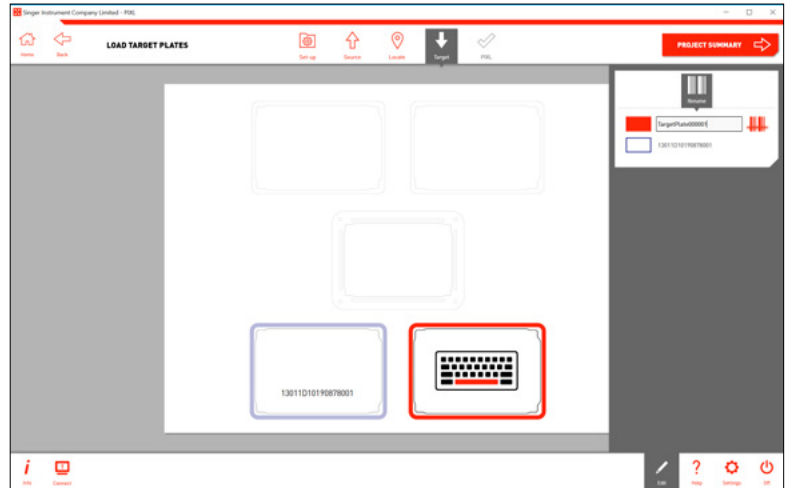 Singer Instrument Company Limited - PIXL
Home
Back
LOAD TARGET PLATES
Set-up
Source
Locate
Target
PIXL
PROJECT SUMMARY
Rename
TargetPlate000001
13011D10190878001
13011D10190878001
Info
Connect
Edit
Help
Settings
Off